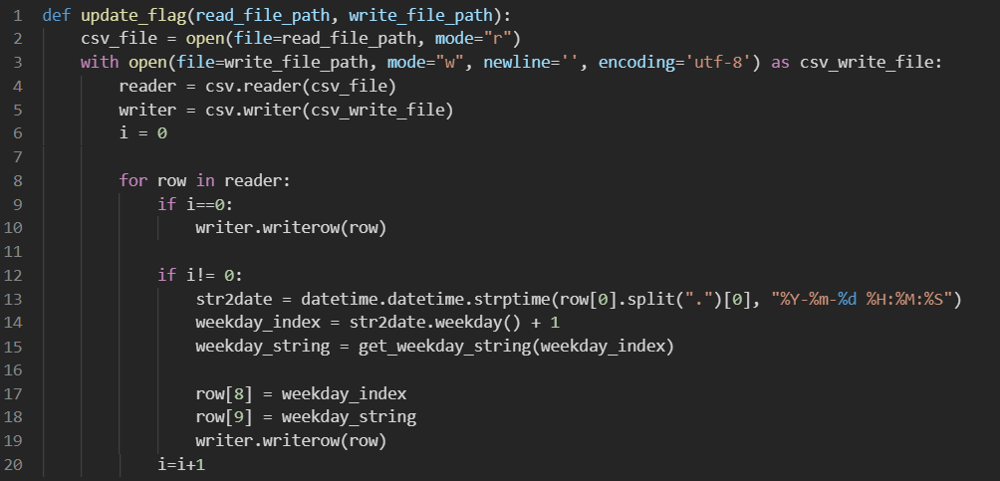 1 def update_flag(read_file_path, write_file_path):
2     csv_file = open(file=read_file_path, mode="r")
3     with open(file=write_file_path, mode="w", newline='', encoding='utf-8') as csv_write_file:
4         reader = csv.reader(csv_file)
5         writer = csv.writer(csv_write_file)
6         i = 0
7
8         for row in reader:
9             if i==0:
10                 writer.writerow(row)
11
12             if i!= 0:
13                 str2date = datetime.datetime.strptime(row[0].split(".")[0], "%Y-%m-%d %H:%M:%S")
14                 weekday_index = str2date.weekday() + 1
15                 weekday_string = get_weekday_string(weekday_index)
16
17                 row[8] = weekday_index
18                 row[9] = weekday_string
19                 writer.writerow(row)
20             i=i+1